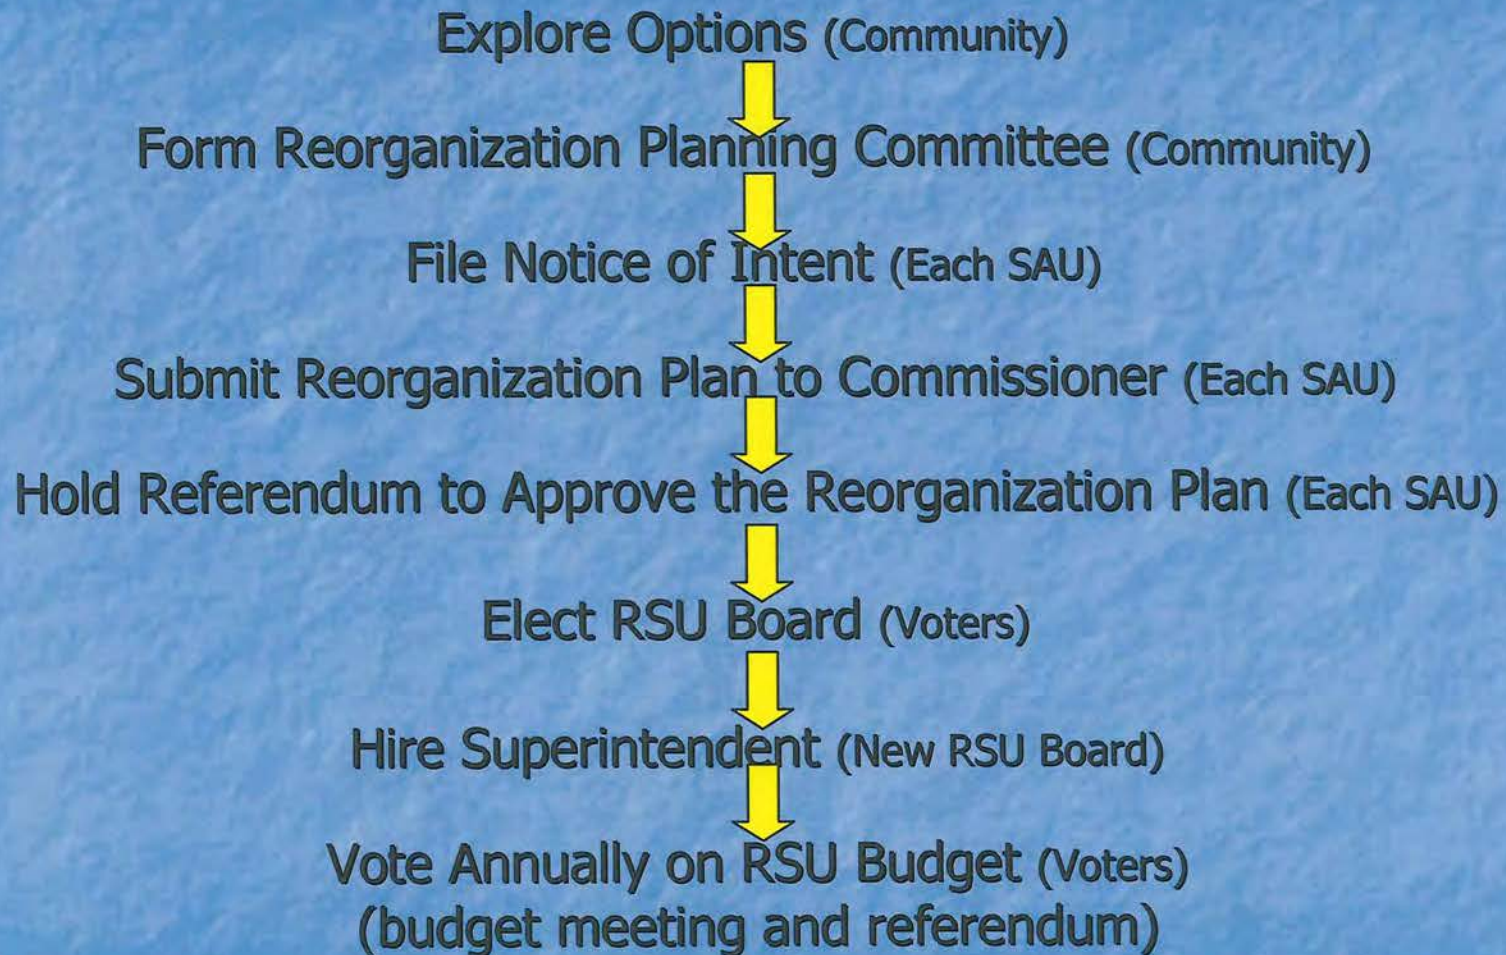 Explore Options (Community)
Form Reorganization Planning Committee (Community)
File Notice of Intent (Each SAU)
Submit Reorganization Plan to Commissioner (Each SAU)
Hold Referendum to Approve the Reorganization Plan (Each SAU)
Elect RSU Board (Voters)
Hire Superintendent (New RSU Board)
Vote Annually on RSU Budget (Voters)
(budget meeting and referendum)